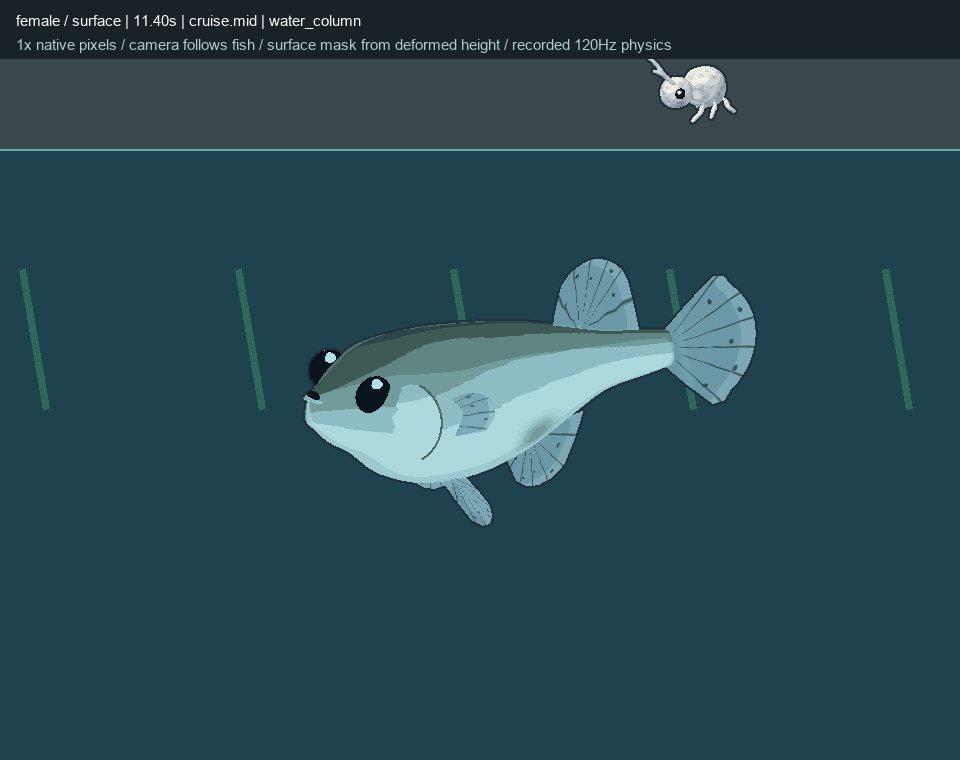 female / surface | 11.40s | cruise.mid | water_column
1x native pixels / camera follows fish / surface mask from deformed height / recorded 120Hz physics